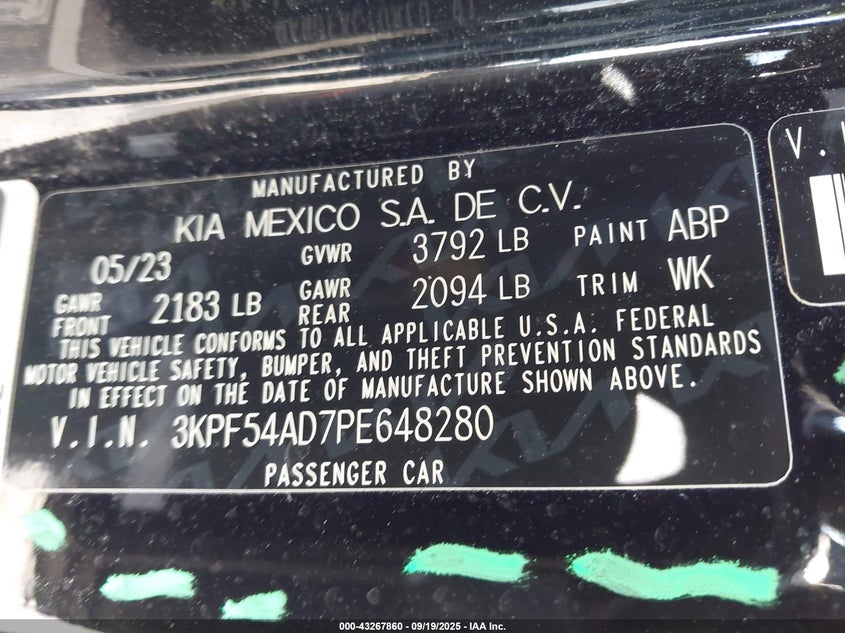 MANUFACTURED BY
KIA MEXICO S.A. DE C.V.
05/23 GVWR 3792 LB PAINT ABP
GAWR FRONT 2183 LB GAWR REAR 2094 LB TRIM WK
THIS VEHICLE CONFORMS TO ALL APPLICABLE U.S.A. FEDERAL
MOTOR VEHICLE SAFETY, BUMPER, AND THEFT PREVENTION STANDARDS
IN EFFECT ON THE DATE OF MANUFACTURE SHOWN ABOVE.
V.I.N. 3KPF54AD7PE648280
PASSENGER CAR
V.
000-43267860 - 09/19/2025 - IAA Inc.